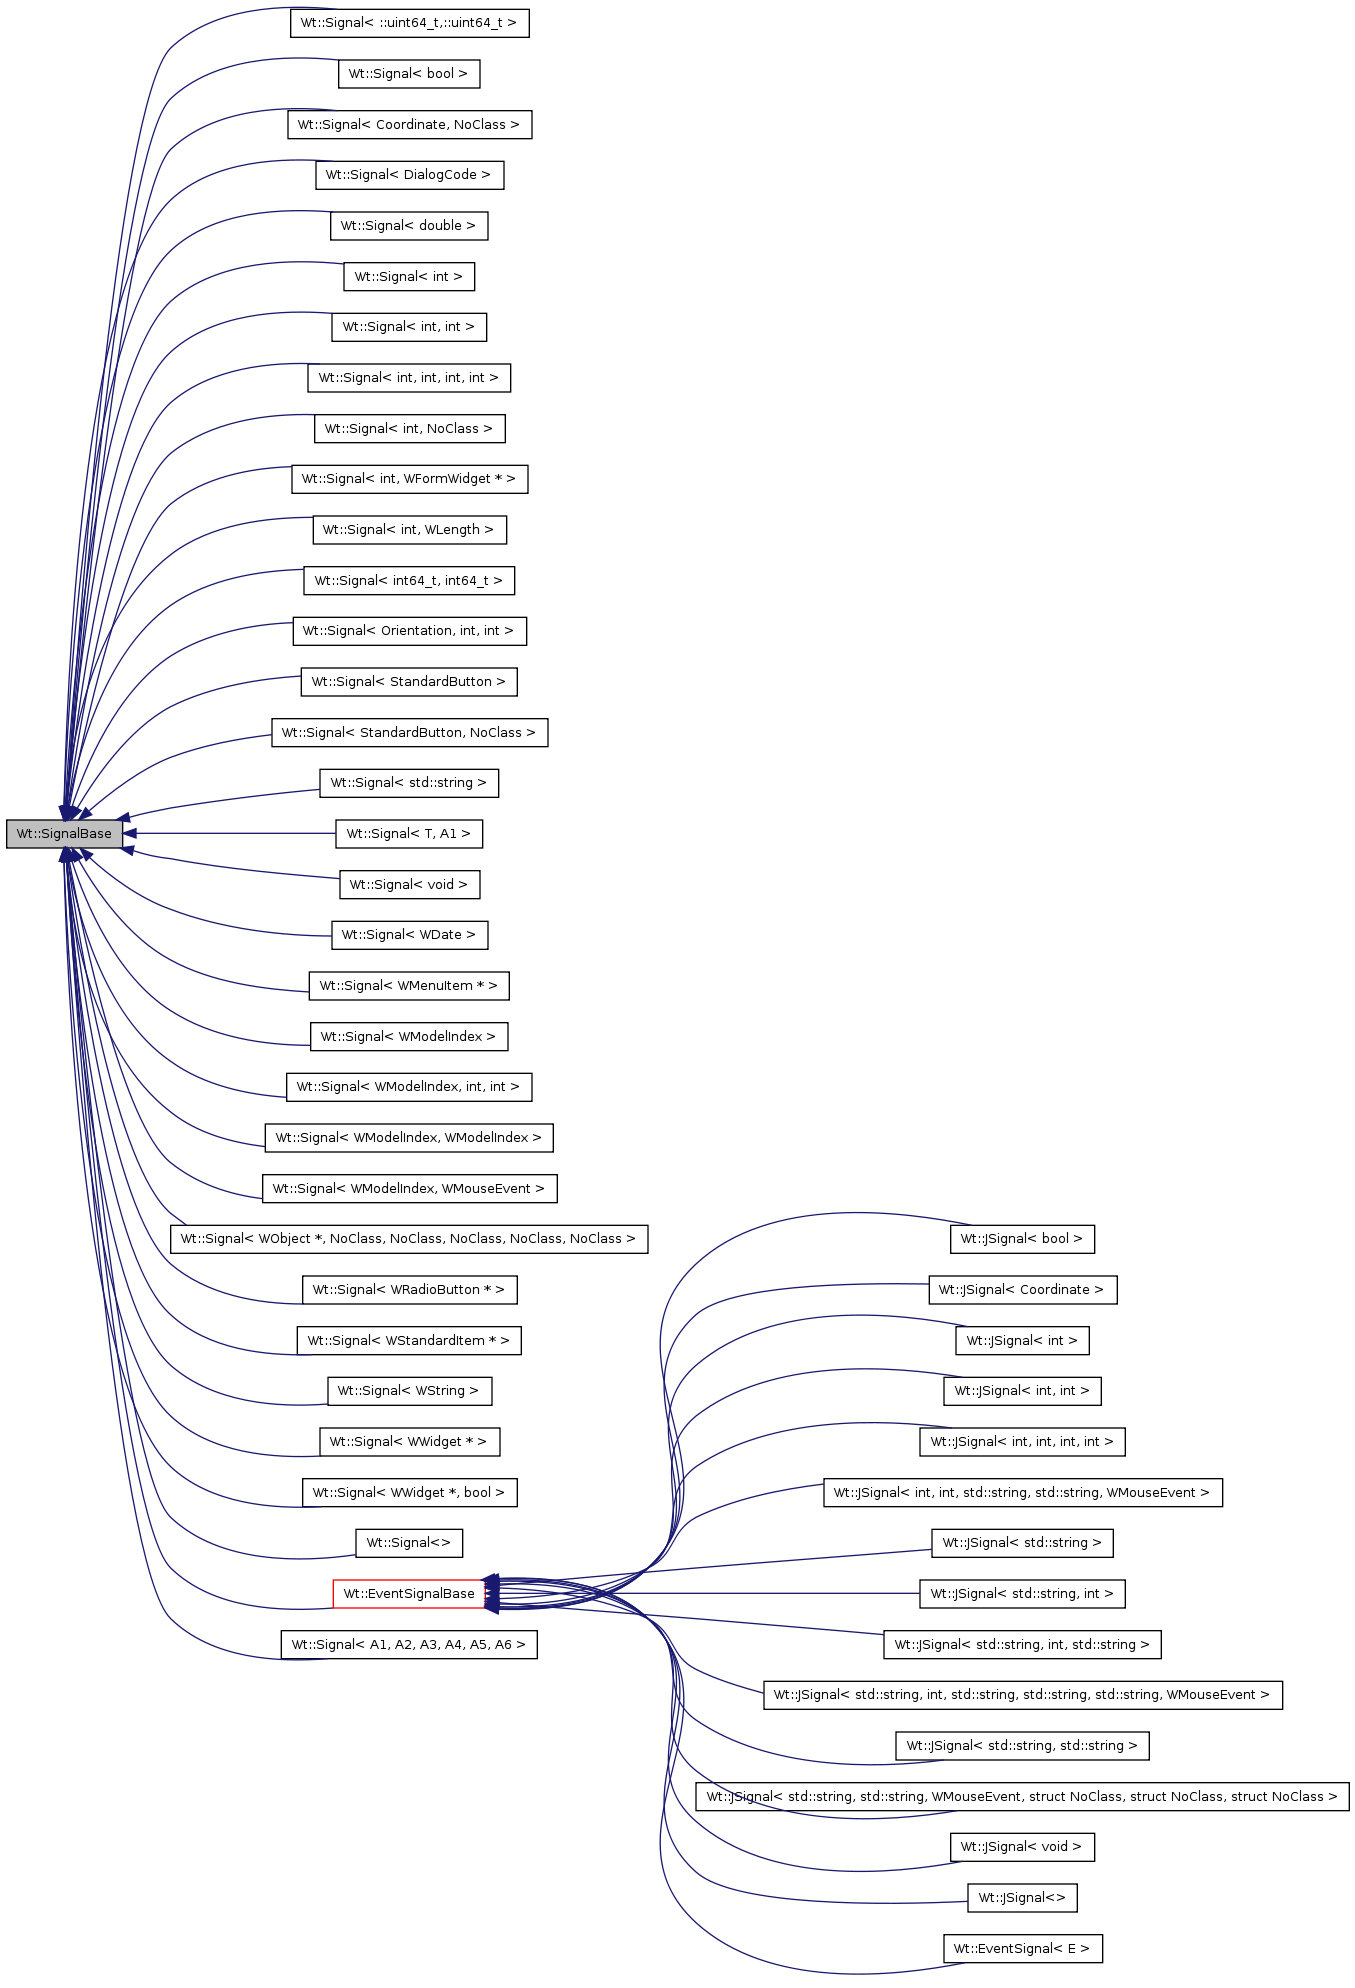 Wt::Signal< ::uint64_t,::uint64_t >
Wt::Signal< bool >
Wt::Signal< Coordinate, NoClass >
Wt::Signal< DialogCode >
Wt::Signal< double >
Wt::Signal< int >
Wt::Signal< int, int >
Wt::Signal< int, int, int, int >
Wt::Signal< int, NoClass >
Wt::Signal< int, WFormWidget * >
Wt::Signal< int, WLength >
Wt::Signal< int64_t, int64_t >
Wt::Signal< Orientation, int, int >
Wt::Signal< StandardButton >
Wt::Signal< StandardButton, NoClass >
Wt::Signal< std::string >
Wt::SignalBase
Wt::Signal< T, A1 >
Wt::Signal< void >
Wt::Signal< WDate >
Wt::Signal< WMenuItem * >
Wt::Signal< WModelIndex >
Wt::Signal< WModelIndex, int, int >
Wt::Signal< WModelIndex, WModelIndex >
Wt::Signal< WModelIndex, WMouseEvent >
Wt::Signal< WObject *, NoClass, NoClass, NoClass, NoClass, NoClass >
Wt::Signal< WRadioButton * >
Wt::Signal< WStandardItem * >
Wt::Signal< WString >
Wt::Signal< WWidget * >
Wt::Signal< WWidget *, bool >
Wt::Signal<>
Wt::EventSignalBase
Wt::Signal< A1, A2, A3, A4, A5, A6 >
Wt::JSignal< bool >
Wt::JSignal< Coordinate >
Wt::JSignal< int >
Wt::JSignal< int, int >
Wt::JSignal< int, int, int, int >
Wt::JSignal< int, int, std::string, std::string, WMouseEvent >
Wt::JSignal< std::string >
Wt::JSignal< std::string, int >
Wt::JSignal< std::string, int, std::string >
Wt::JSignal< std::string, int, std::string, std::string, std::string, WMouseEvent >
Wt::JSignal< std::string, std::string >
Wt::JSignal< std::string, std::string, WMouseEvent, struct NoClass, struct NoClass, struct NoClass >
Wt::JSignal< void >
Wt::JSignal<>
Wt::EventSignal< E >